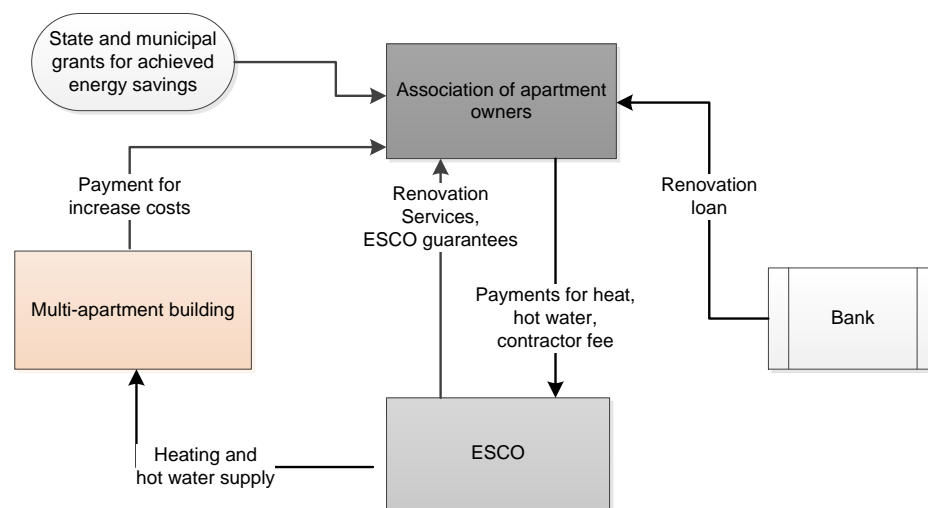 State and municipal
grants for achieved
energy savings
Association of apartment
owners
Payment for
increase costs
Renovation
Services,
ESCO guarantees
Renovation
loan
Multi-apartment building
Payments for heat,
hot water,
contractor fee
Bank
Heating and
hot water supply
ESCO